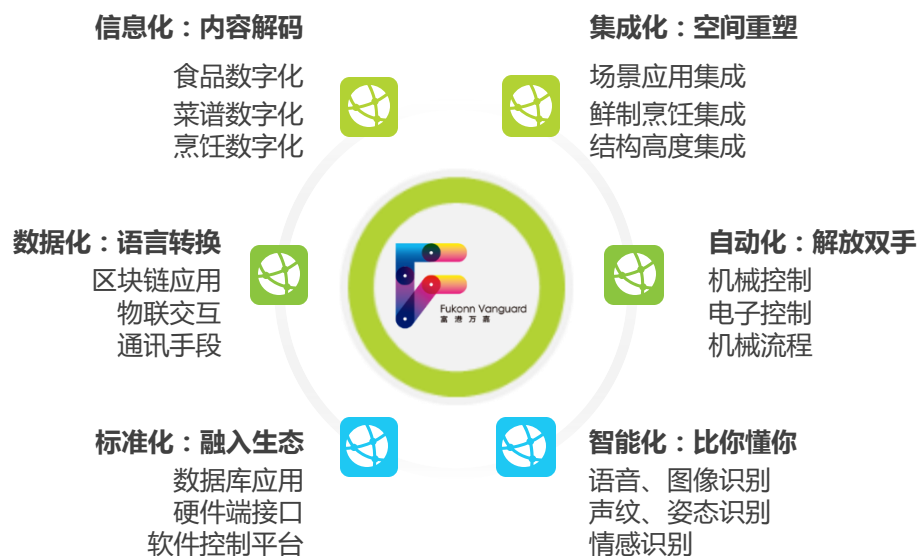 信息化：内容解码
食品数字化
菜谱数字化
烹饪数字化
集成化：空间重塑
场景应用集成
鲜制烹饪集成
结构高度集成
数据化：语言转换
区块链应用
物联交互
通讯手段
Fukonn Vanguard
富港万嘉
自动化：解放双手
机械控制
电子控制
机械流程
标准化：融入生态
数据库应用
硬件端接口
软件控制平台
智能化：比你懂你
语音、图像识别
声纹、姿态识别
情感识别